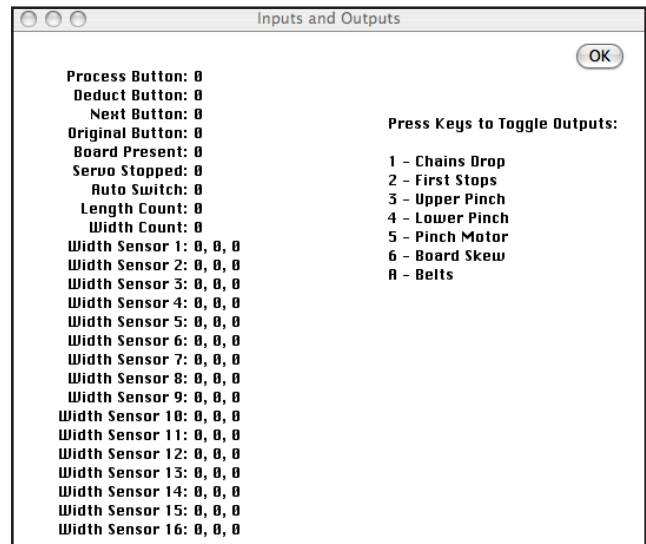 Inputs and Outputs
OK
Process Button: 0
Deduct Button: 0
Next Button: 0
Original Button: 0
Board Present: 0
Servo Stopped: 0
Auto Switch: 0
Length Count: 0
Width Count: 0
Width Sensor 1: 0, 0, 0
Width Sensor 2: 0, 0, 0
Width Sensor 3: 0, 0, 0
Width Sensor 4: 0, 0, 0
Width Sensor 5: 0, 0, 0
Width Sensor 6: 0, 0, 0
Width Sensor 7: 0, 0, 0
Width Sensor 8: 0, 0, 0
Width Sensor 9: 0, 0, 0
Width Sensor 10: 0, 0, 0
Width Sensor 11: 0, 0, 0
Width Sensor 12: 0, 0, 0
Width Sensor 13: 0, 0, 0
Width Sensor 14: 0, 0, 0
Width Sensor 15: 0, 0, 0
Width Sensor 16: 0, 0, 0
Press Keys to Toggle Outputs:
1 - Chains Drop
2 - First Stops
3 - Upper Pinch
4 - Lower Pinch
5 - Pinch Motor
6 - Board Skew
A - Belts